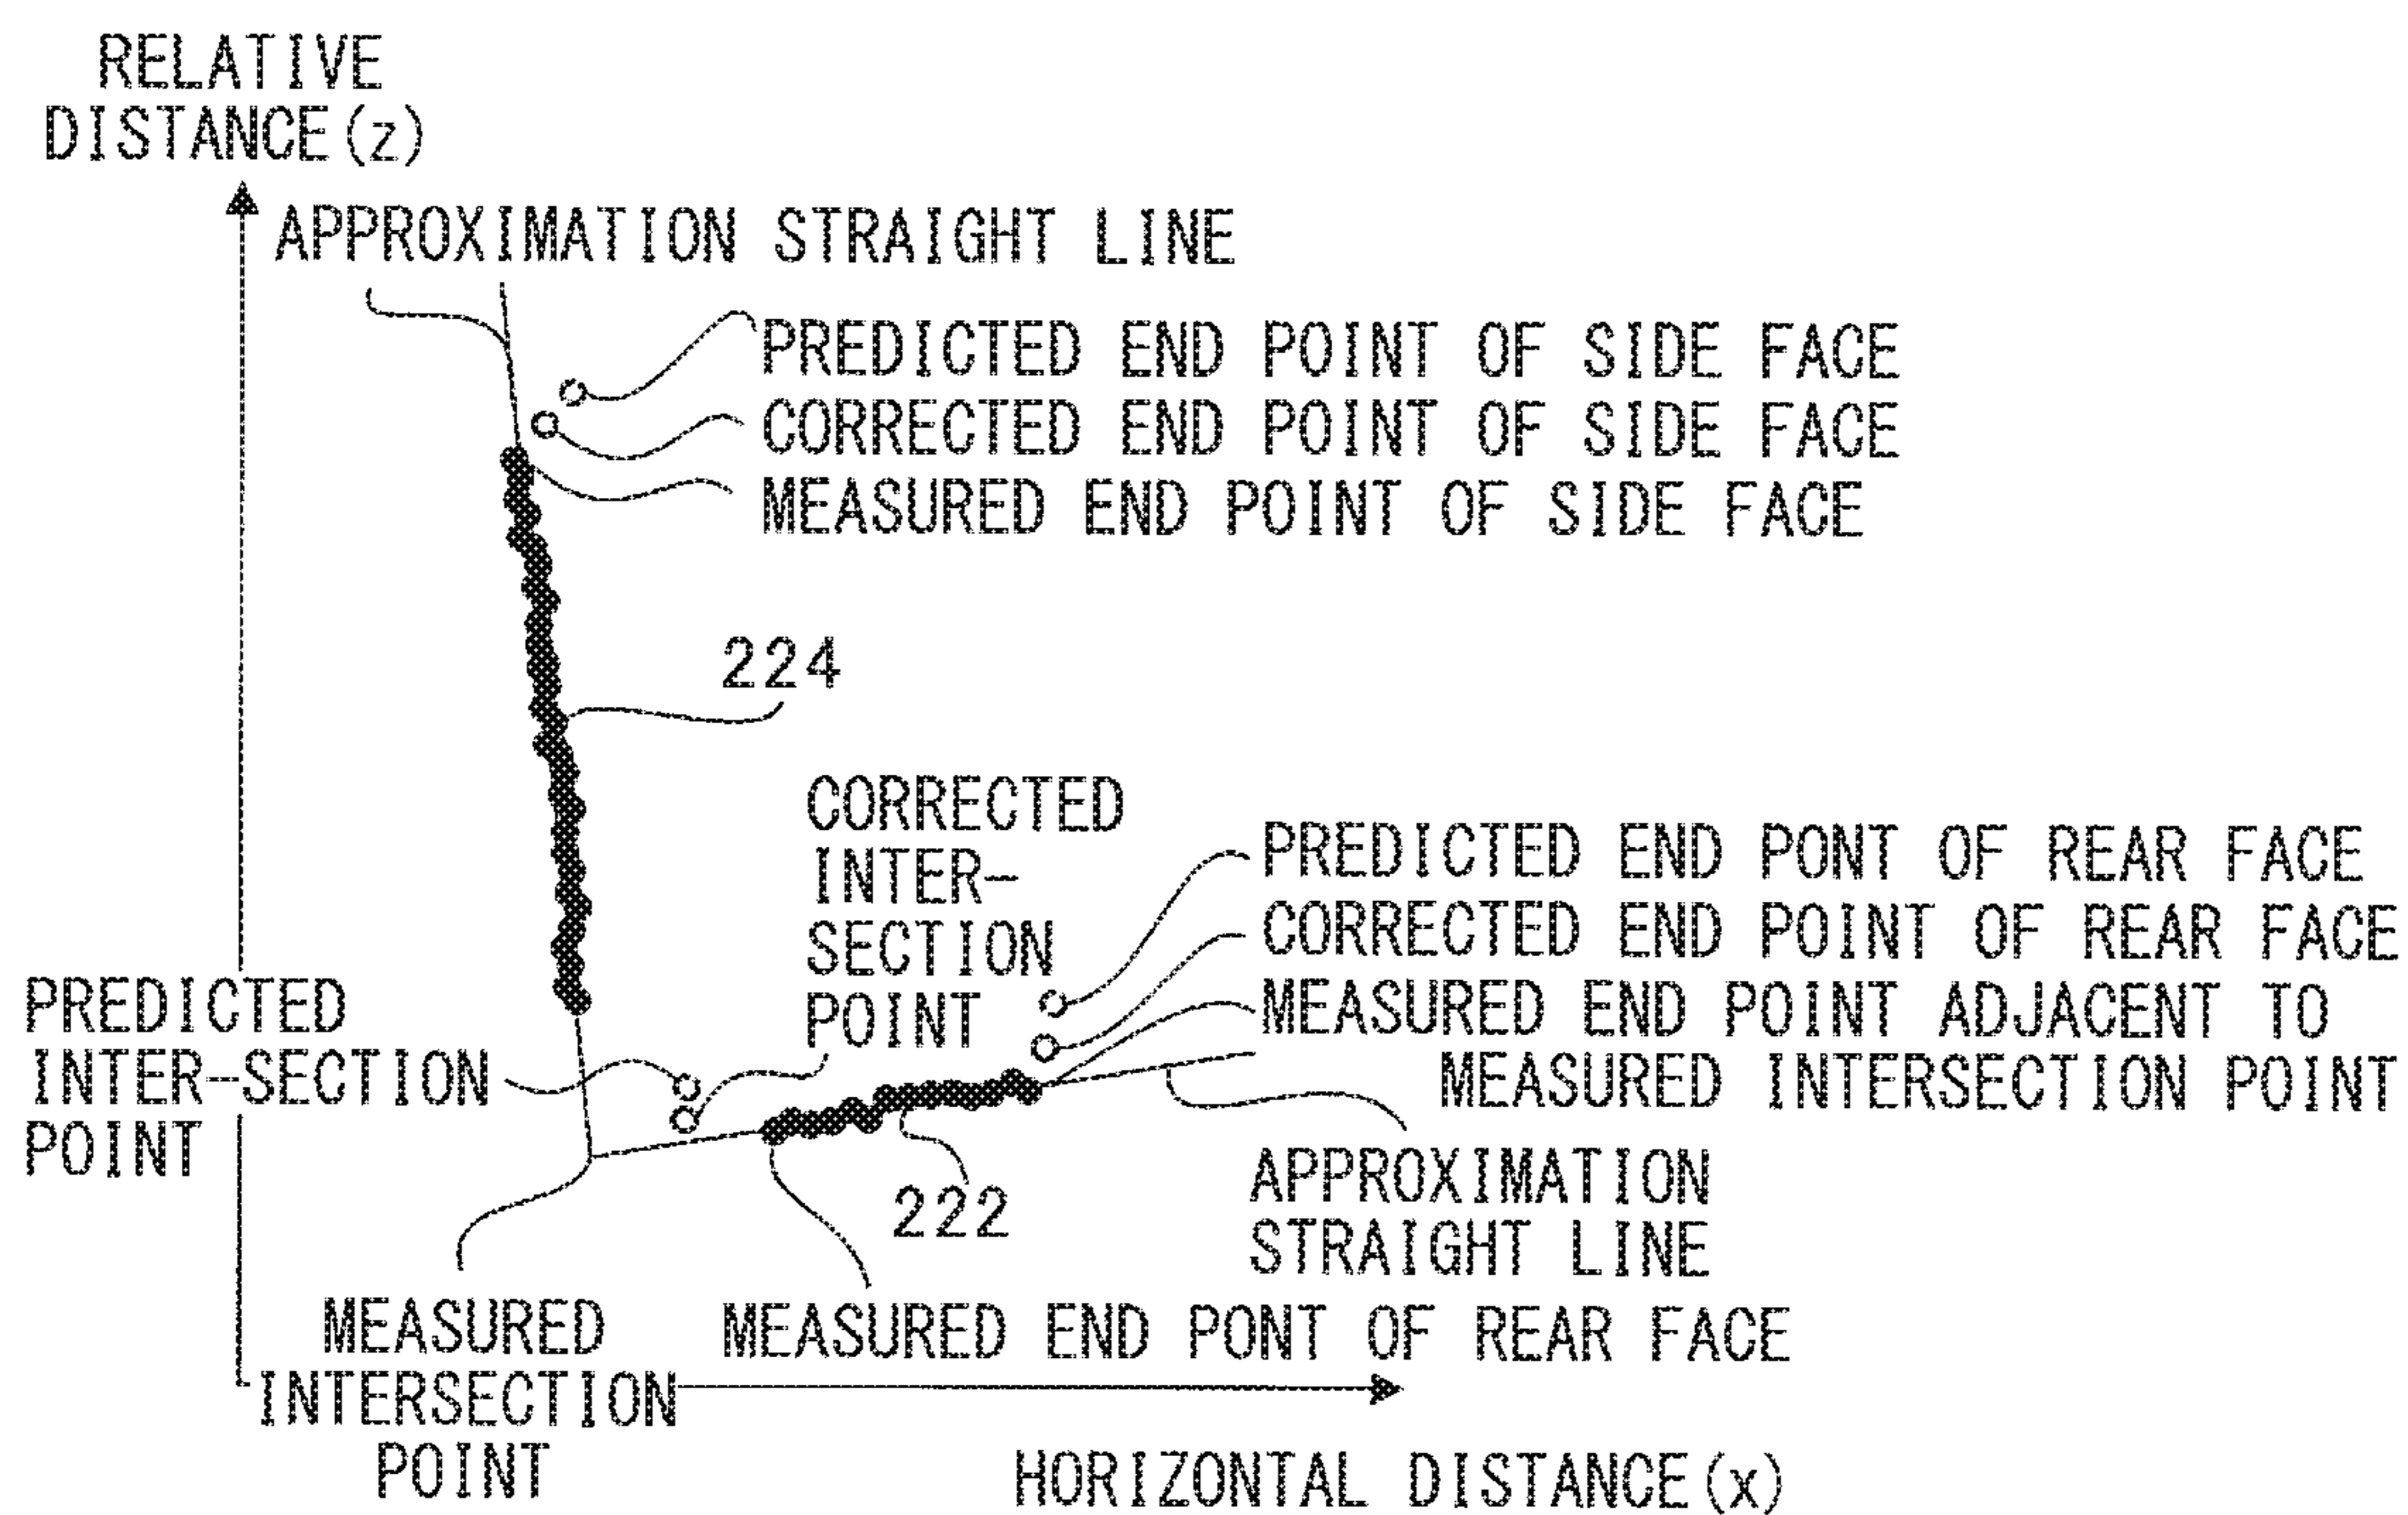 RELATIVE
DISTANCE(z)
APPROXIMATION STRAIGHT LINE
PREDICTED END POINT OF SIDE FACE
CORRECTED END POINT OF SIDE FACE
MEASURED END POINT OF SIDE FACE
224
CORRECTED
INTER-
SECTION
POINT
PREDICTED END PONT OF REAR FACE
CORRECTED END POINT OF REAR FACE
MEASURED END POINT ADJACENT TO
MEASURED INTERSECTION POINT
PREDICTED
INTER-SECTION
POINT
222
APPROXIMATION
STRAIGHT LINE
MEASURED
INTERSECTION
POINT
MEASURED END PONT OF REAR FACE
HORIZONTAL DISTANCE(x)